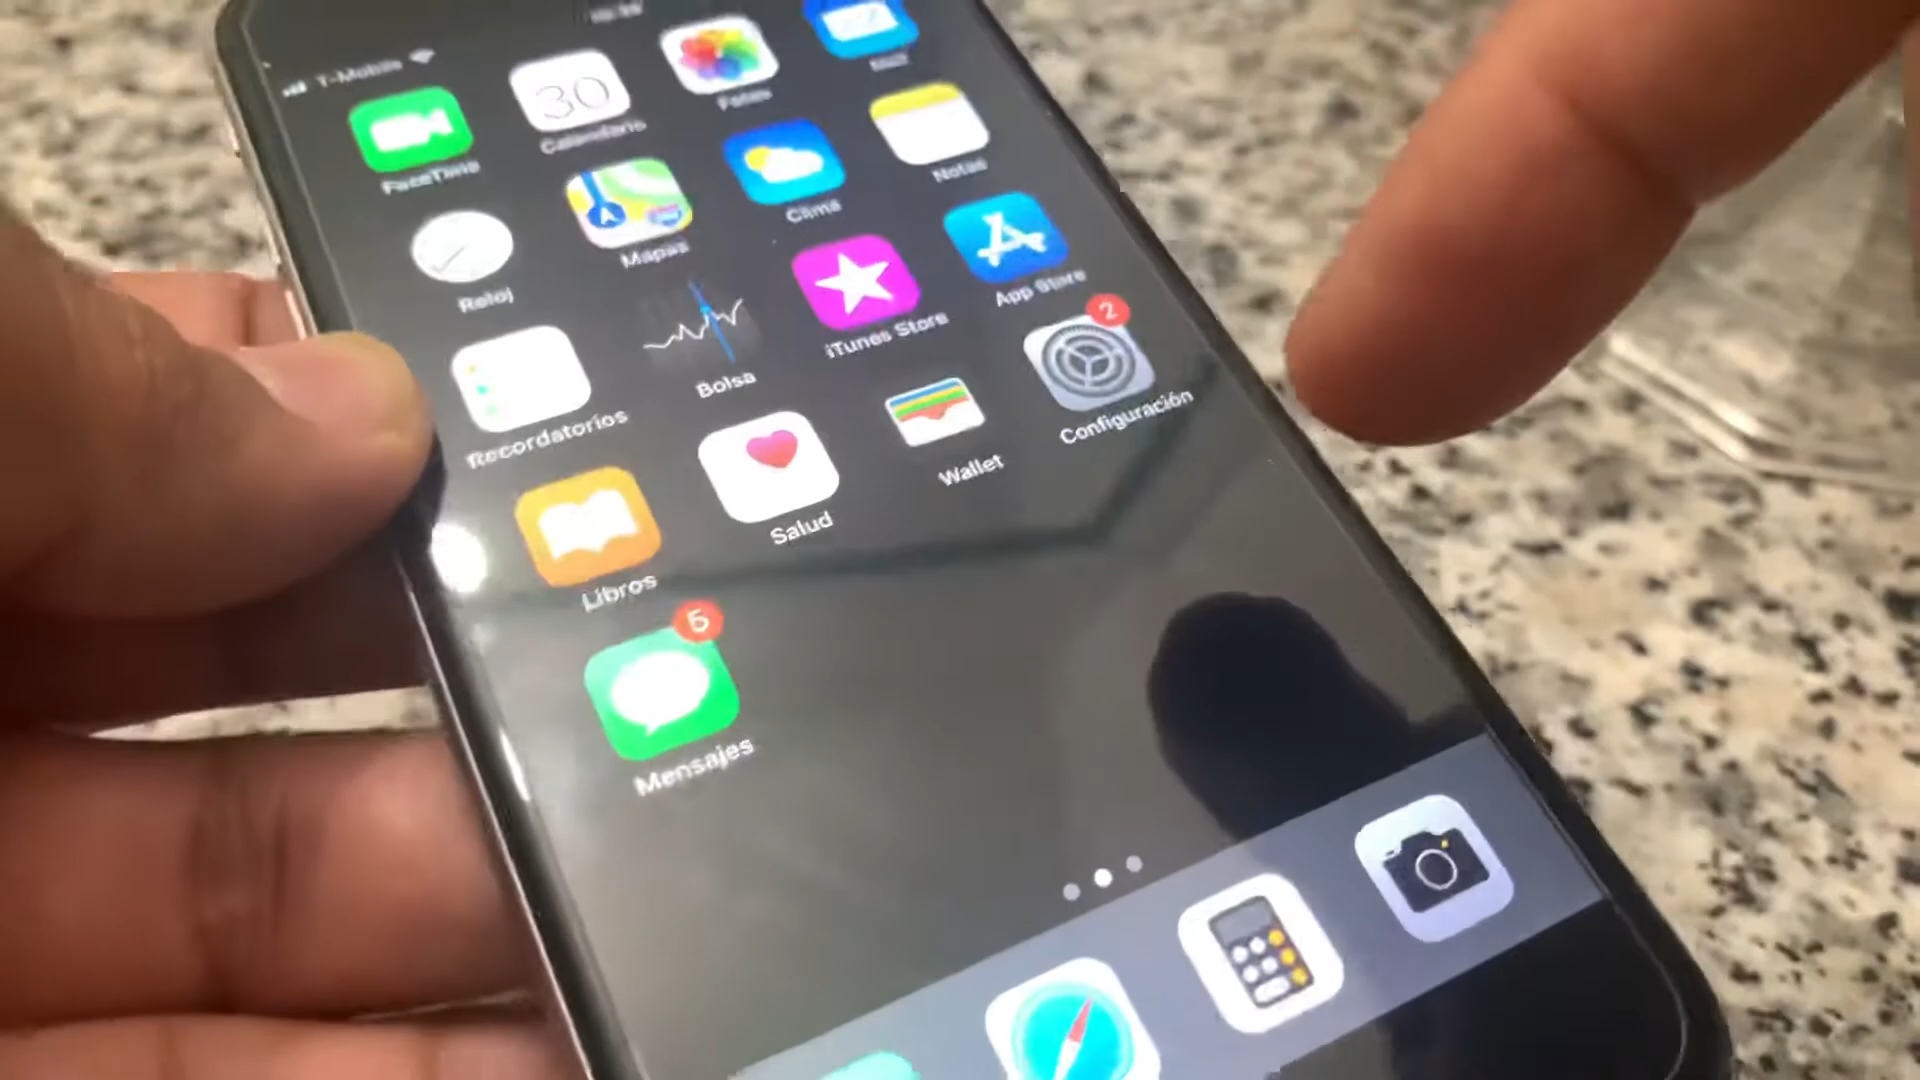 T-Mobile
FaceTime
30
Calendario
Fotos
Reloj
Mapas
Clima
Notas
Recordatorios
Bolsa
iTunes Store
App Store
Libros
Salud
Wallet
2
Configuración
5
Mensajes